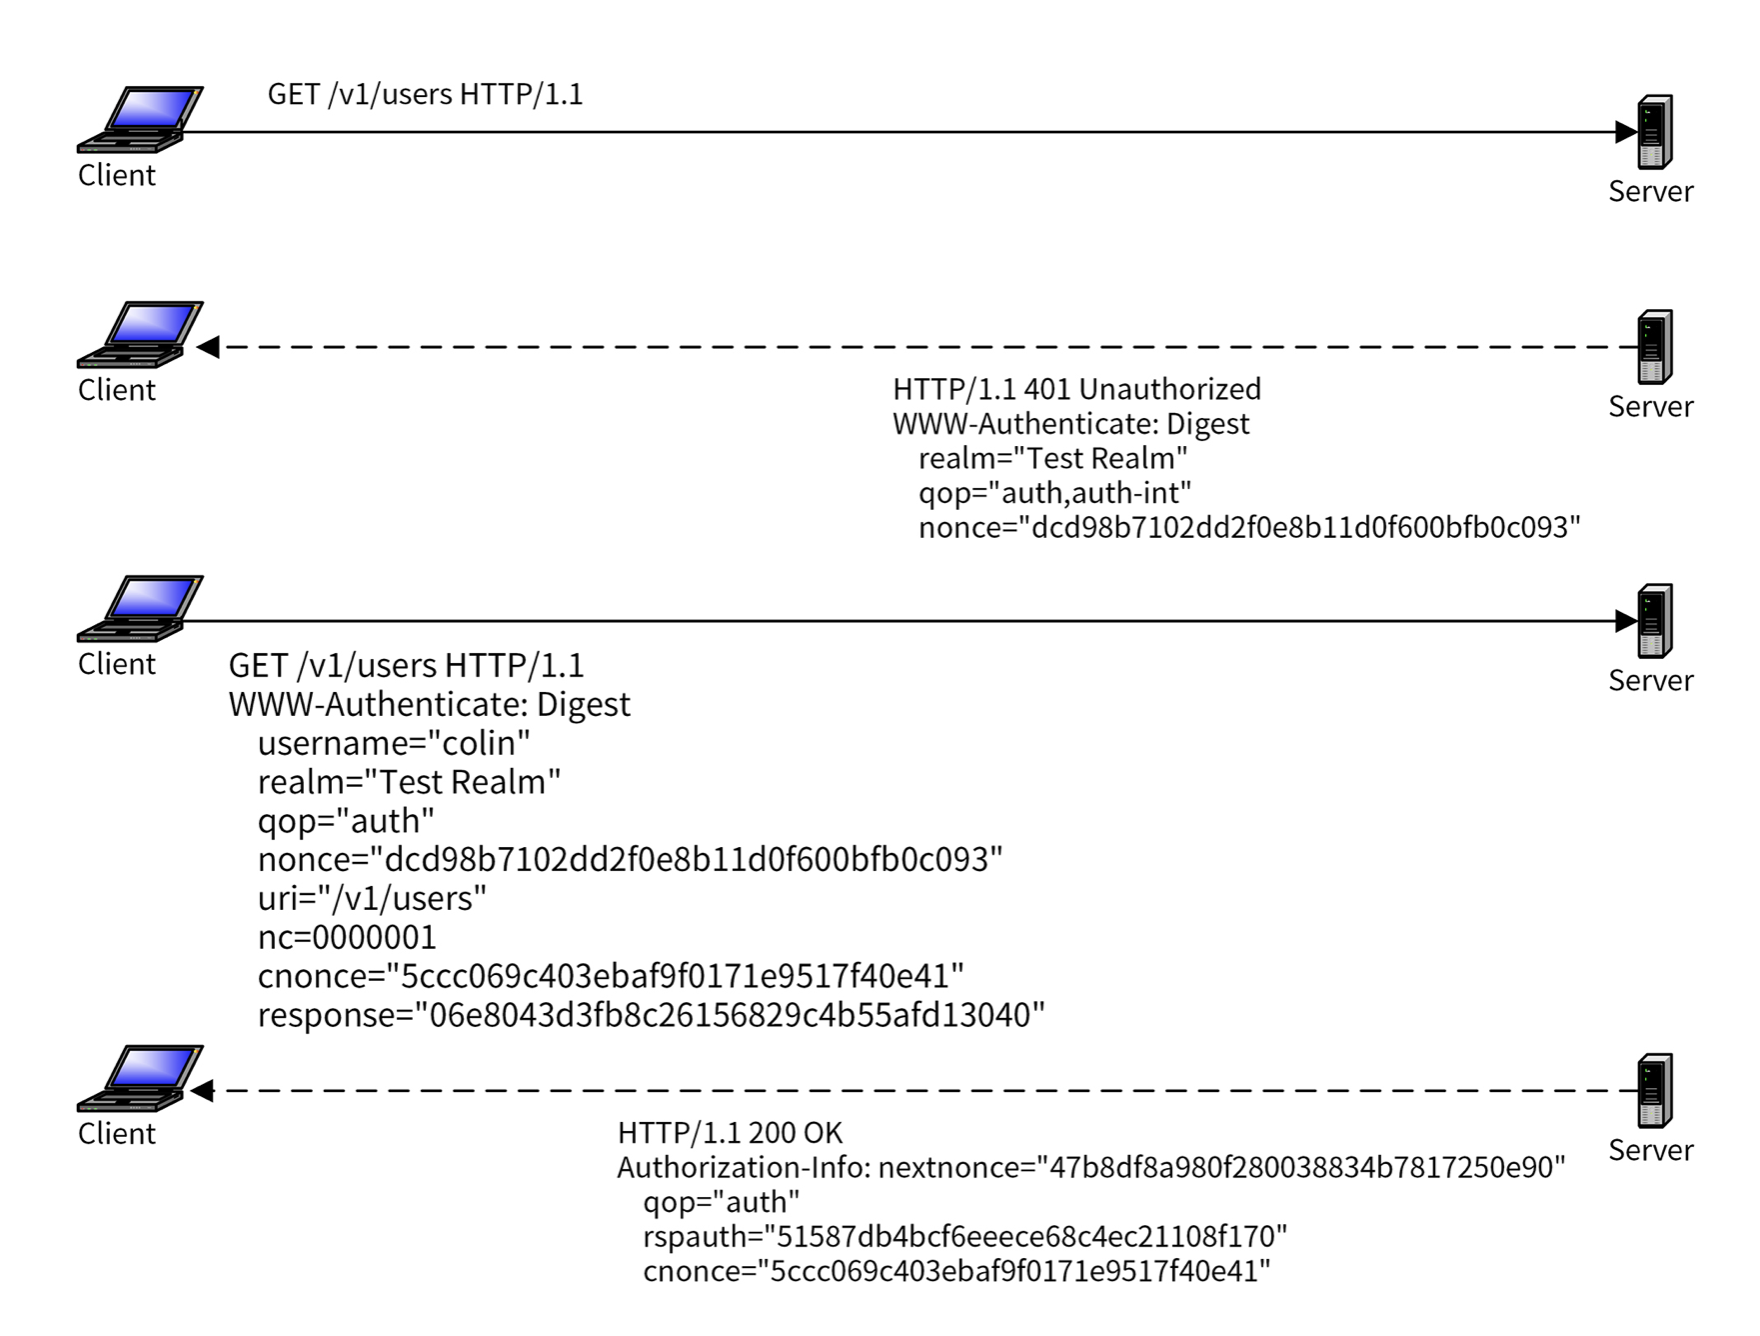 GET /v1/users HTTP/1.1
Client
Server
Client
HTTP/1.1 401 Unauthorized
WWW-Authenticate: Digest
realm="Test Realm"
qop="auth,auth-int"
nonce="dcd98b7102dd2f0e8b11d0f600bfb0c093"
Server
Client
GET /v1/users HTTP/1.1
WWW-Authenticate: Digest
username="colin"
realm="Test Realm"
qop="auth"
nonce="dcd98b7102dd2f0e8b11d0f600bfb0c093"
uri="/v1/users"
nc=0000001
cnonce="5ccc069c403ebaf9f0171e9517f40e41"
response="06e8043d3fb8c26156829c4b55afd13040"
Server
Client
HTTP/1.1 200 OK
Authorization-Info: nextnonce="47b8df8a980f280038834b7817250e90"
qop="auth"
rspauth="51587db4bcf6eeece68c4ec21108f170"
cnonce="5ccc069c403ebaf9f0171e9517f40e41"
Server